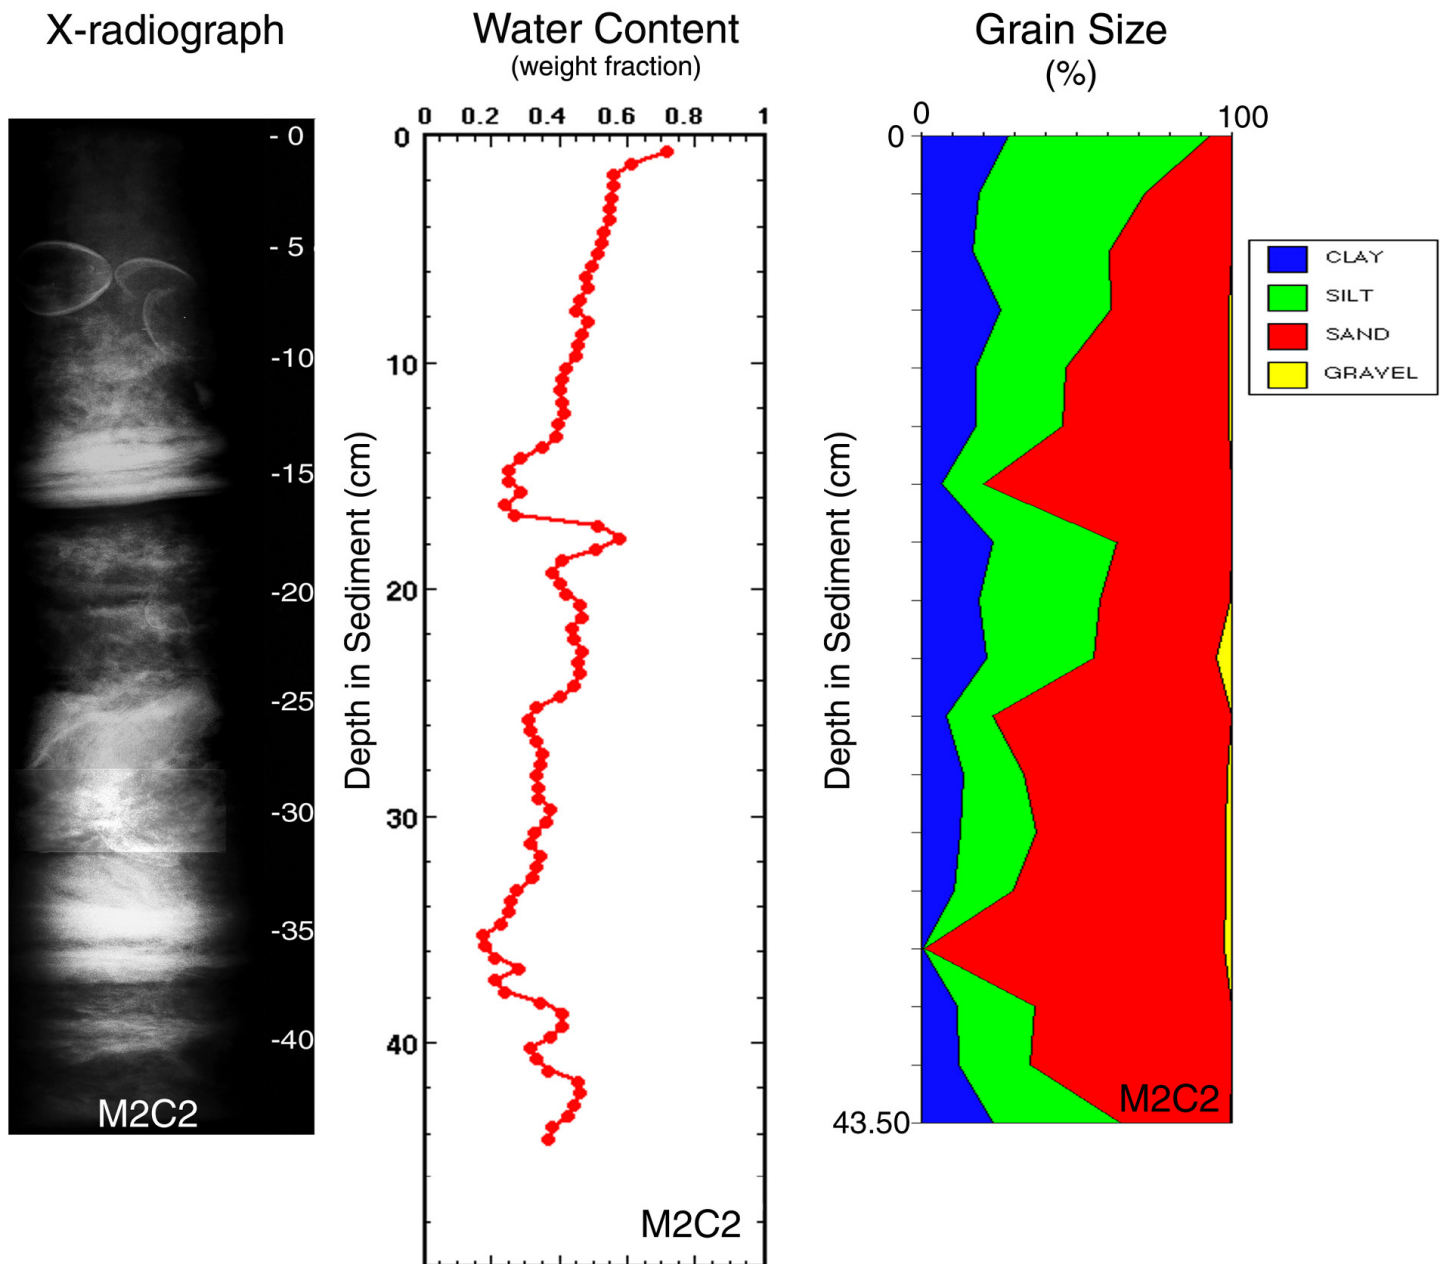 X-radiograph
- 0
- 5
-10
-15
-20
-25
-30
-35
-40
M2C2
Water Content
(weight fraction)
0 0.2 0.4 0.6 0.8 1
0
10
20
30
40
Depth in Sediment (cm)
M2C2
Grain Size
(%)
0 100
0
43.50
Depth in Sediment (cm)
M2C2
CLAY
SILT
SAND
GRAVEL